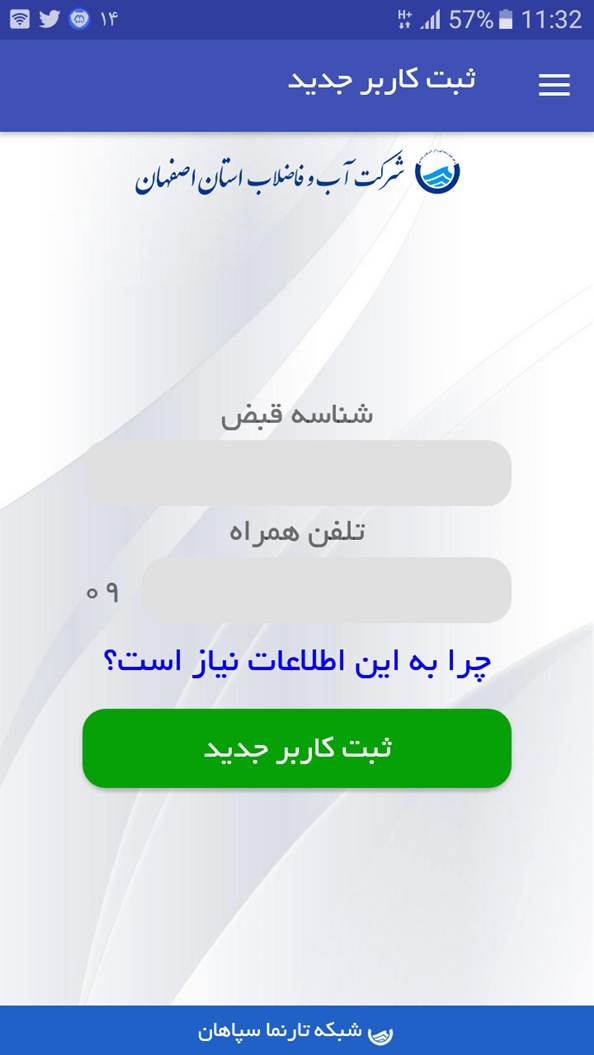 ۱۴ H+ 57% 11:32
ثبت کاربر جدید
شرکت آب و فاضلاب استان اصفهان
شناسه قبض
تلفن همراه
۰۹
چرا به این اطلاعات نیاز است؟
ثبت کاربر جدید
شبکه تارنما سپاهان